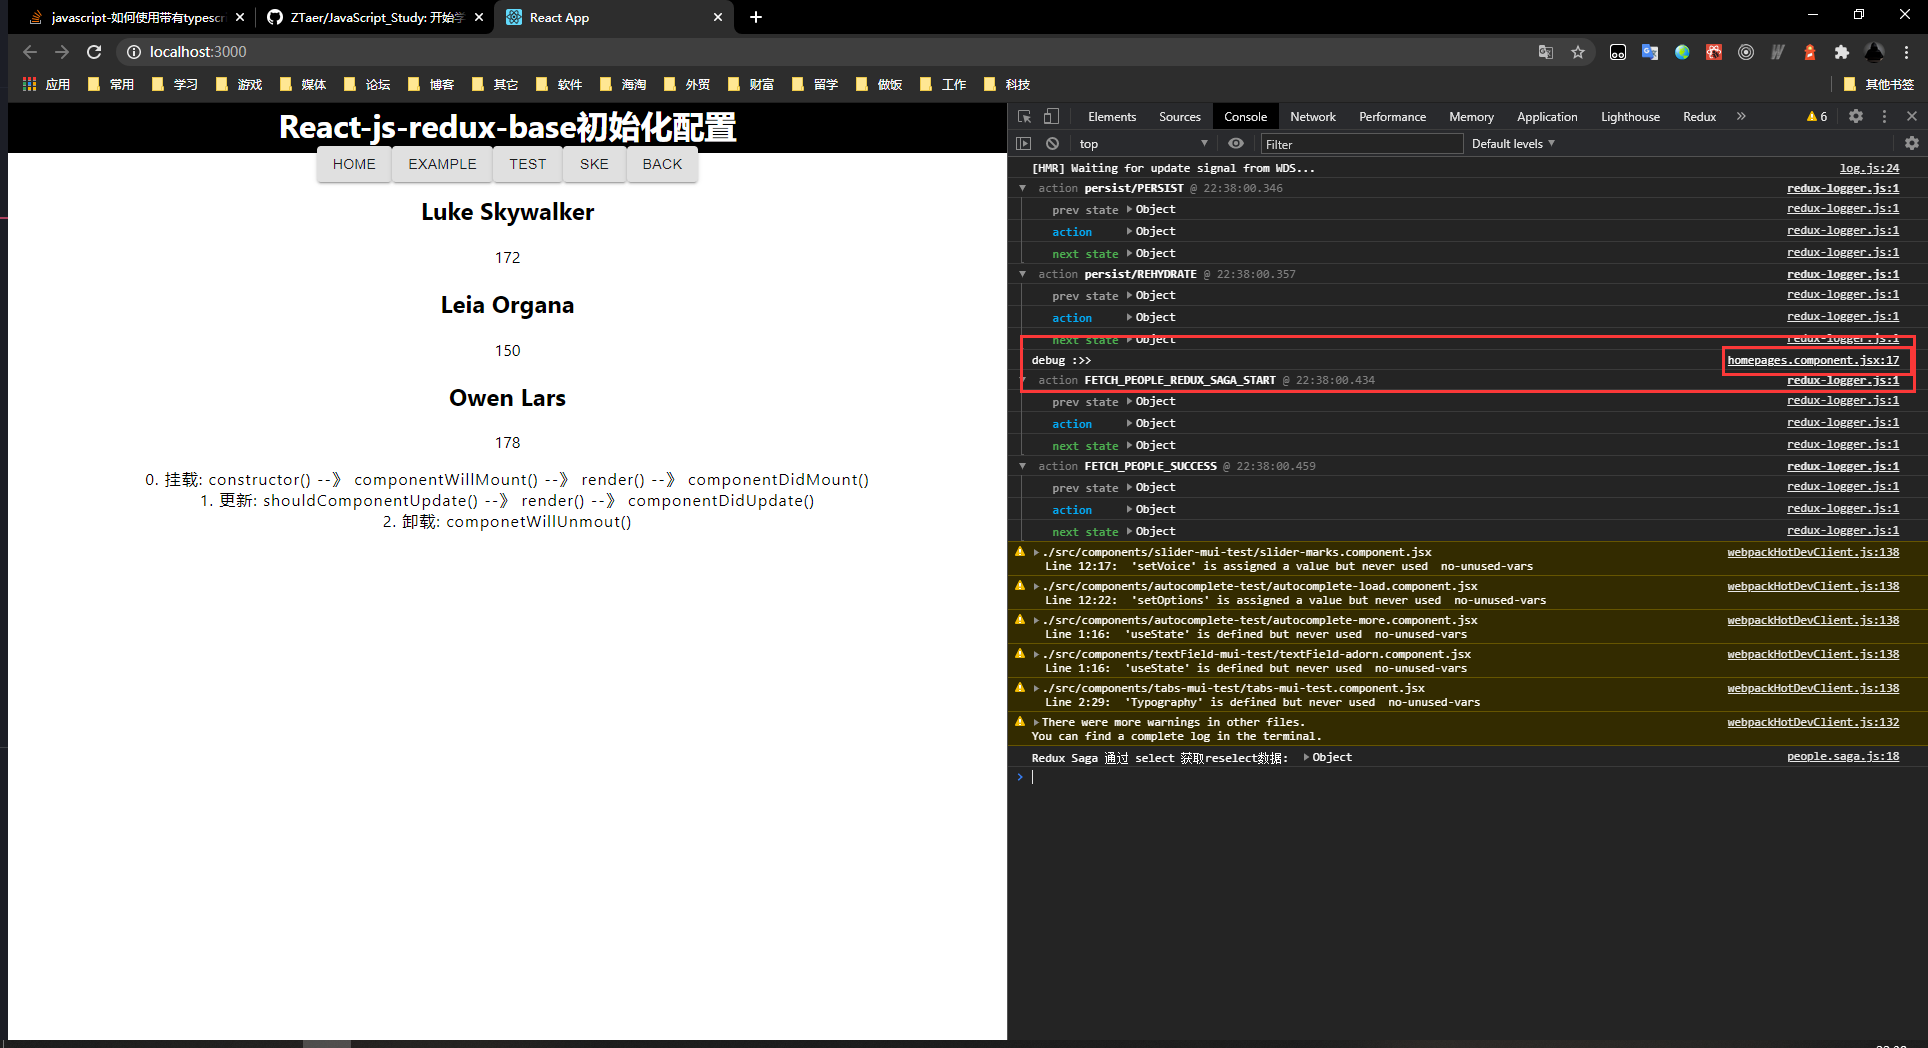 javascript-如何使用带有typescri
ZTaer/JavaScript_Study: 开始学
React App
localhost:3000
应用 常用 学习 游戏 媒体 论坛 博客 其它 软件 海淘 外贸 财富 留学 做饭 工作 科技 其他书签
React-js-redux-base初始化配置
HOME EXAMPLE TEST SKE BACK
Luke Skywalker
172
Leia Organa
150
Owen Lars
178
0. 挂载: constructor() --》 componentWillMount() --》 render() --》 componentDidMount()
1. 更新: shouldComponentUpdate() --》 render() --》 componentDidUpdate()
2. 卸载: componetWillUnmout()
Elements Sources Console Network Performance Memory Application Lighthouse Redux » 6
top Filter Default levels
[HMR] Waiting for update signal from WDS... log.js:24
action persist/PERSIST @ 22:38:00.346 redux-logger.js:1
prev state Object redux-logger.js:1
action Object redux-logger.js:1
next state Object redux-logger.js:1
action persist/REHYDRATE @ 22:38:00.357 redux-logger.js:1
prev state Object redux-logger.js:1
action Object redux-logger.js:1
next state Object redux-logger.js:1
debug :>> homepages.component.jsx:17
action FETCH_PEOPLE_REDUX_SAGA_START @ 22:38:00.434 redux-logger.js:1
prev state Object redux-logger.js:1
action Object redux-logger.js:1
next state Object redux-logger.js:1
action FETCH_PEOPLE_SUCCESS @ 22:38:00.459 redux-logger.js:1
prev state Object redux-logger.js:1
action Object redux-logger.js:1
next state Object redux-logger.js:1
./src/components/slider-mui-test/slider-marks.component.jsx webpackHotDevClient.js:138
Line 12:17: 'setVoice' is assigned a value but never used no-unused-vars
./src/components/autocomplete-test/autocomplete-load.component.jsx webpackHotDevClient.js:138
Line 12:22: 'setOptions' is assigned a value but never used no-unused-vars
./src/components/autocomplete-test/autocomplete-more.component.jsx webpackHotDevClient.js:138
Line 1:16: 'useState' is defined but never used no-unused-vars
./src/components/textField-mui-test/textField-adorn.component.jsx webpackHotDevClient.js:138
Line 1:16: 'useState' is defined but never used no-unused-vars
./src/components/tabs-mui-test/tabs-mui-test.component.jsx webpackHotDevClient.js:138
Line 2:29: 'Typography' is defined but never used no-unused-vars
There were more warnings in other files. webpackHotDevClient.js:132
You can find a complete log in the terminal.
Redux Saga 通过 select 获取reselect数据: Object people.saga.js:18